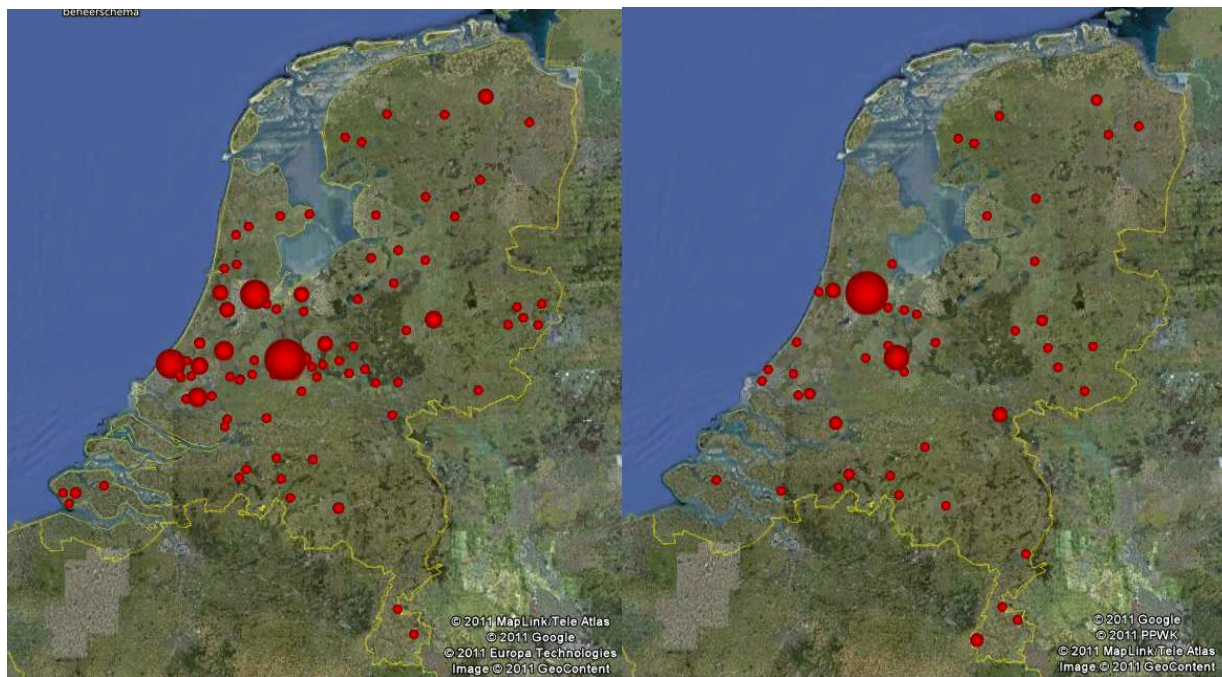 beheerschema
© 2011 MapLink/Tele Atlas
© 2011 Google
© 2011 Europa Technologies
Image © 2011 GeoContent
© 2011 Google
© 2011 PPWK
© 2011 MapLink/Tele Atlas
Image © 2011 GeoContent